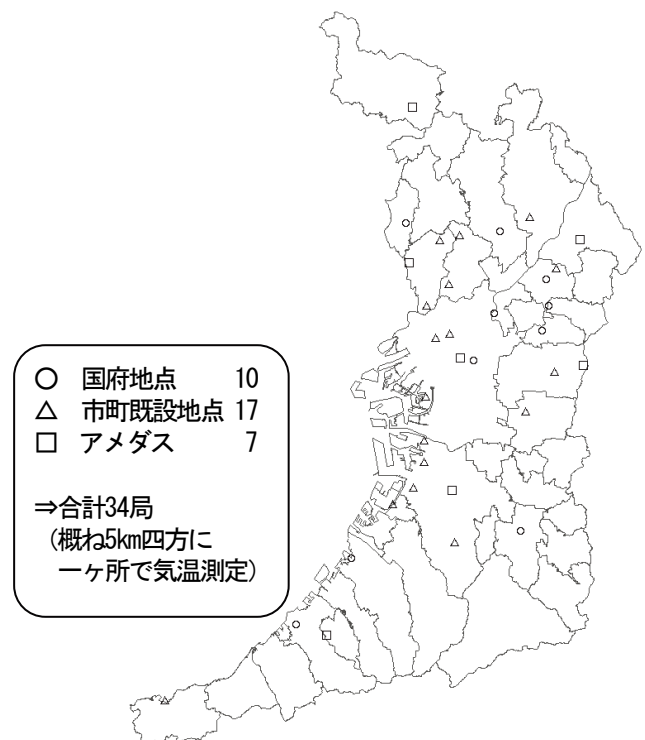 ○ 国府地点 10
△ 市町既設地点 17
□ アメダス 7
⇒合計34局
(概ね5km四方に
一ヶ所で気温測定)